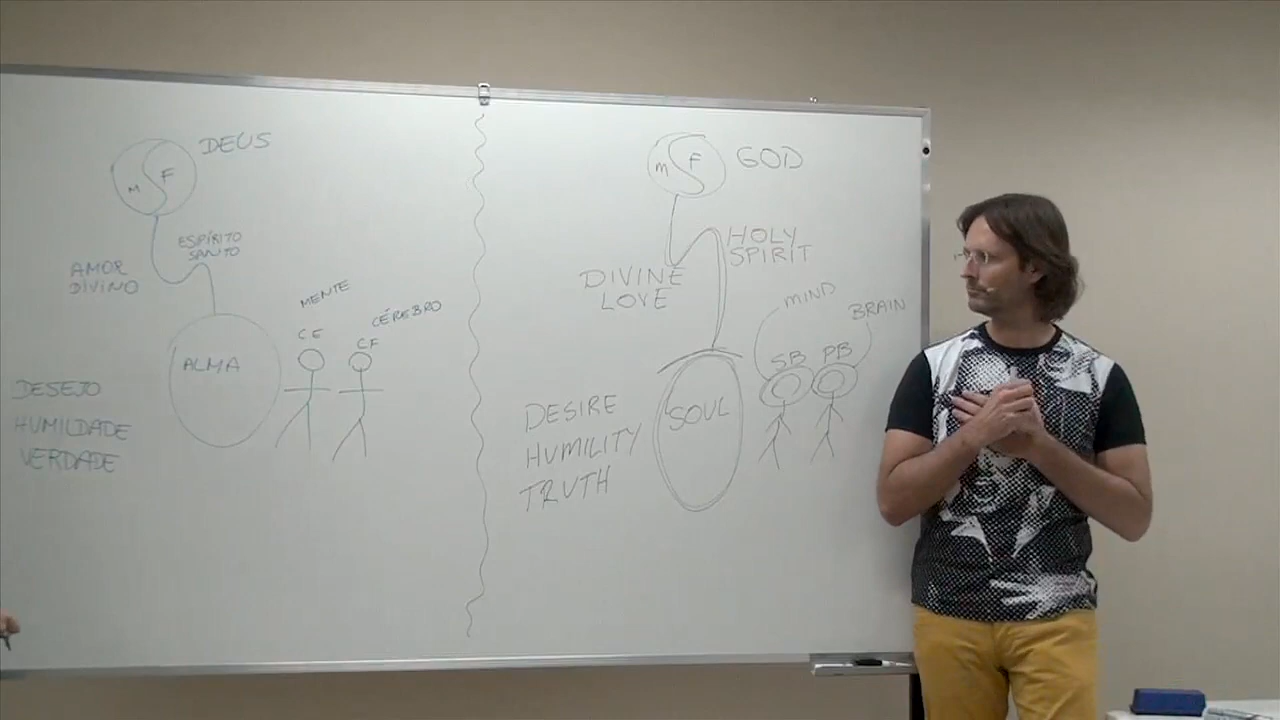 DEUS
M F
ESPÍRITO
SANTO
AMOR
DIVINO
MENTE
CÉREBRO
CE
CF
ALMA
DESEJO
HUMILDADE
VERDADE
GOD
M F
HOLY
SPIRIT
DIVINE
LOVE
MIND
BRAIN
SB
PB
SOUL
DESIRE
HUMILITY
TRUTH